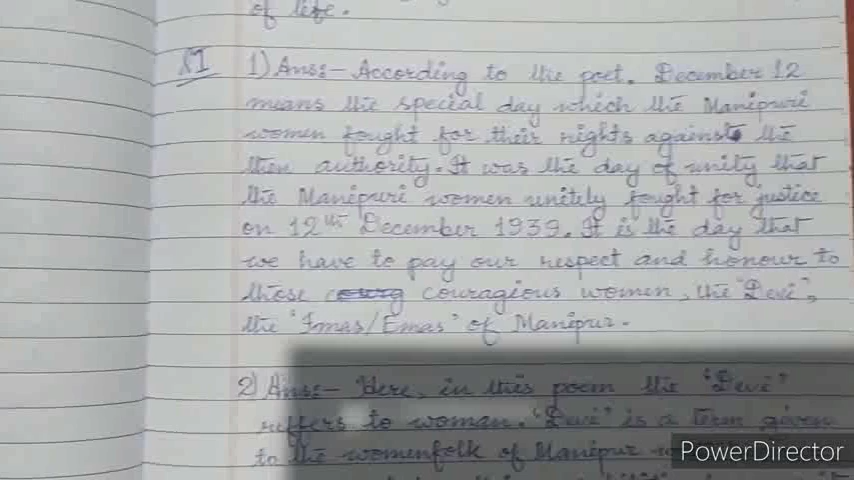 of life.
§I
1) Ans:- According to the poet. December 12
means the special day which the Manipuri
women fought for their rights against the
then authority. It was the day of unity that
the Manipuri women unitely fought for justice
on 12th December 1939. It is the day that
we have to pay our respect and honour to
those couragious women, the "Devi",
the 'Imas/Emas' of Manipur.
2) Ans:- Here, in this poem the "Devi"
reffers to woman. "Devi" is a term given
to the womenfolk of Manipur
PowerDirector